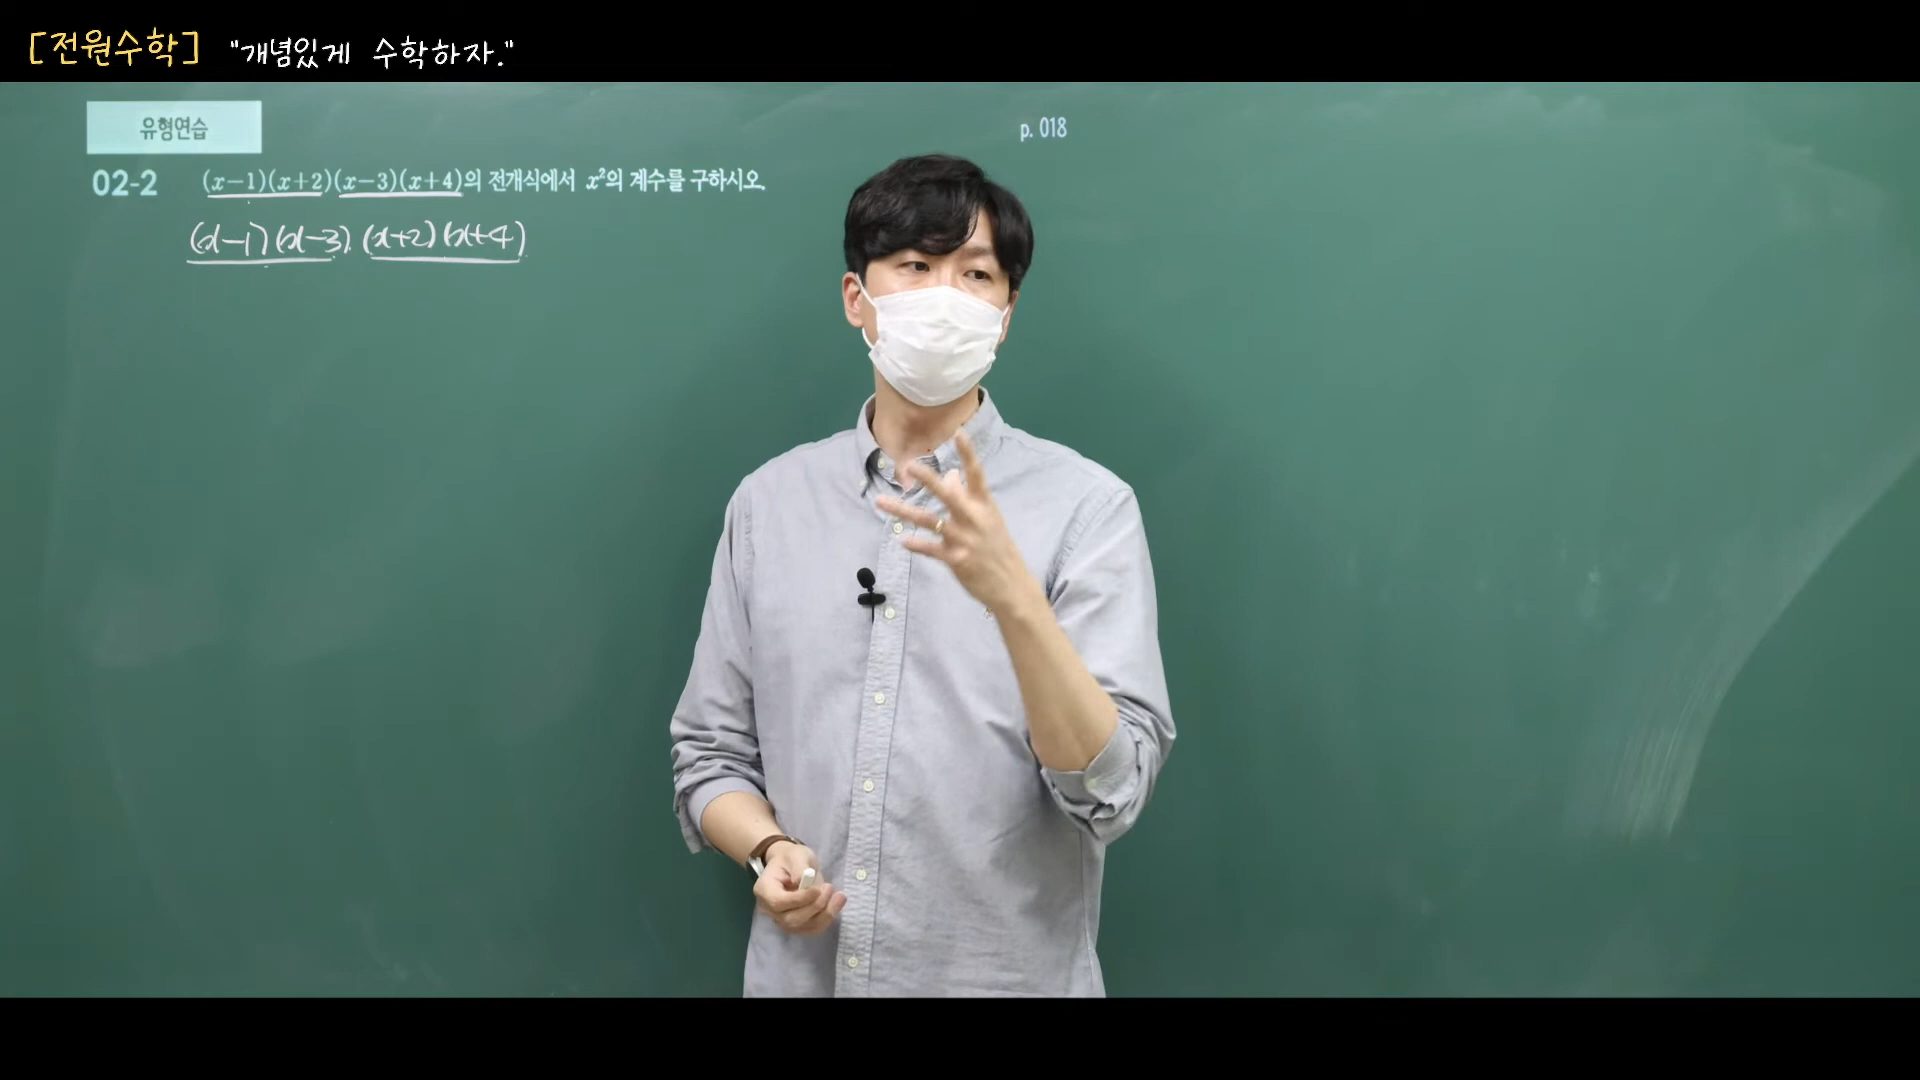 [전원수학] "개념있게 수학하자."
유형연습
p. 018
02-2 (x-1)(x+2)(x-3)(x+4)의 전개식에서 x²의 계수를 구하시오.
(x-1)(x-3)(x+2)(x+4)